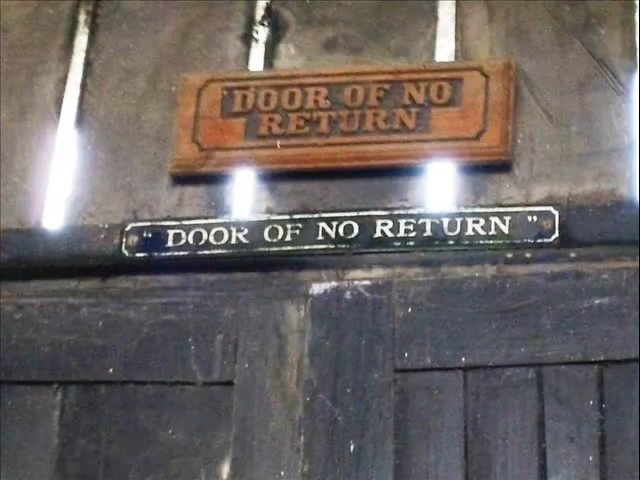 DOOR OF NO
RETURN
" DOOR OF NO RETURN "